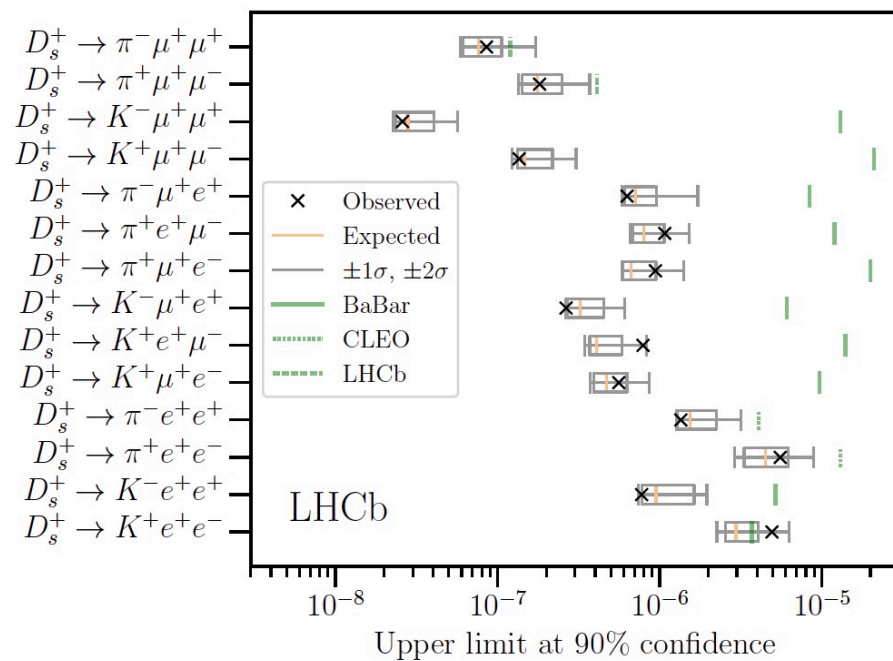 D_s^+ → π^−μ^+μ^+
D_s^+ → π^+μ^+μ^−
D_s^+ → K^−μ^+μ^+
D_s^+ → K^+μ^+μ^−
D_s^+ → π^−μ^+e^+
D_s^+ → π^+e^+μ^−
D_s^+ → π^+μ^+e^−
D_s^+ → K^−μ^+e^+
D_s^+ → K^+e^+μ^−
D_s^+ → K^+μ^+e^−
D_s^+ → π^−e^+e^+
D_s^+ → π^+e^+e^−
D_s^+ → K^−e^+e^+
D_s^+ → K^+e^+e^−
Observed
Expected
±1σ, ±2σ
BaBar
CLEO
LHCb
LHCb
10^−8 10^−7 10^−6 10^−5
Upper limit at 90% confidence